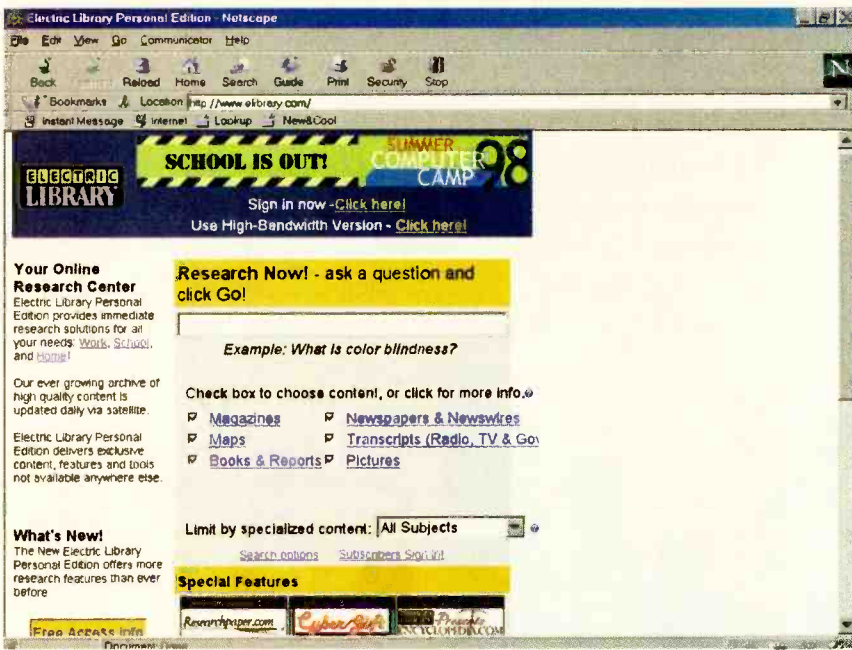 Electric Library Personal Edition - Netscape
File Edit View Go Communicator Help
Back Reload Home Search Guide Print Security Stop
N
Bookmarks Location http://www.elibrary.com/
Instant Message Internet Lookup New&Cool
ELECTRIC LIBRARY
SCHOOL IS OUT!
SUMMER COMPUTER CAMP 98
Sign in now -Click here!
Use High-Bandwidth Version - Click here!
Your Online
Research Center
Electric Library Personal
Edition provides immediate
research solutions for all
your needs: Work, School,
and Home!
Our ever growing archive of
high quality content is
updated daily via satellite.
Electric Library Personal
Edition delivers exclusive
content, features and tools
not available anywhere else.
What's New!
The New Electric Library
Personal Edition offers more
research features than ever
before
Free Access Info
Research Now! - ask a question and
click Go!
Example: What is color blindness?
Check box to choose content, or click for more info.
Magazines Newspapers & Newswires
Maps Transcripts (Radio, TV & Gov
Books & Reports Pictures
Limit by specialized content: All Subjects
Search options Subscribers Sign In!
Special Features
Researchpaper.com
Presents
ENCYCLOPEDIA.COM
Document: Done